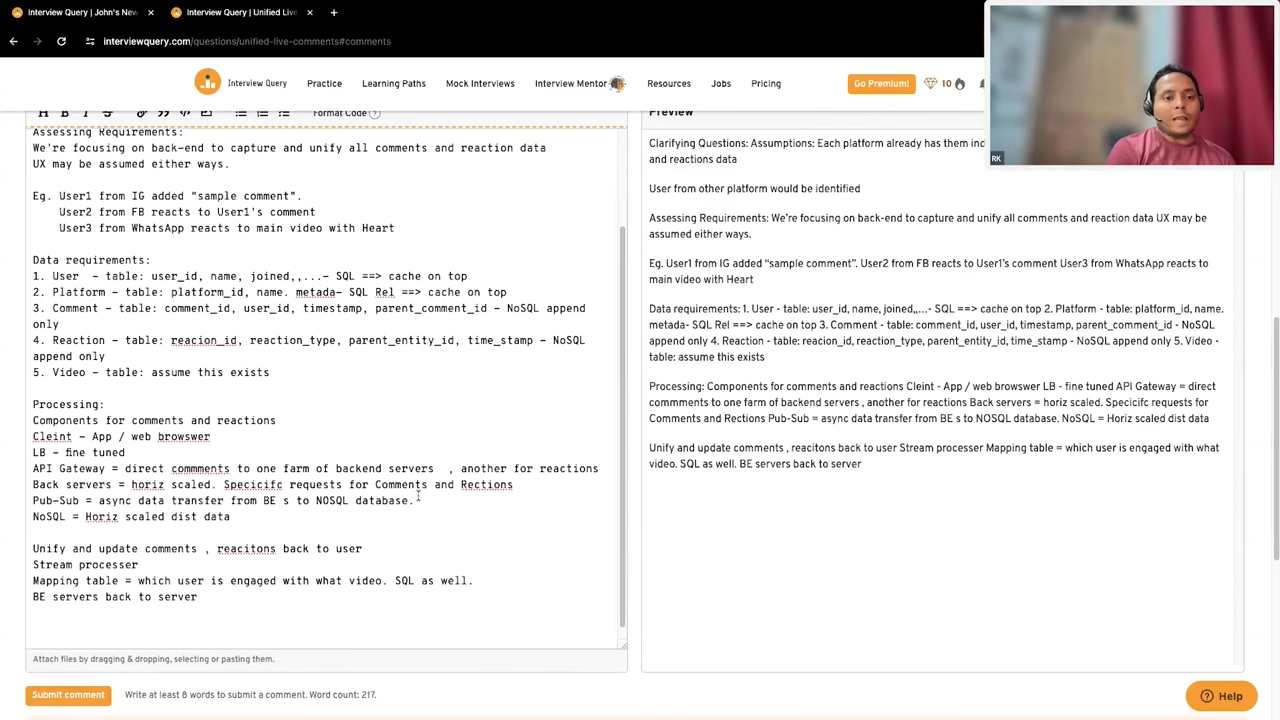 Interview Query | John's New
Interview Query | Unified Live
interviewquery.com/questions/unified-live-comments#comments
Interview Query
Practice
Learning Paths
Mock Interviews
Interview Mentor
Resources
Jobs
Pricing
Go Premium!
10
RK
H B I S
Format Code
Preview
Assessing Requirements:
We're focusing on back-end to capture and unify all comments and reaction data
UX may be assumed either ways.
Eg. User1 from IG added "sample comment".
User2 from FB reacts to User1's comment
User3 from WhatsApp reacts to main video with Heart
Data requirements:
1. User - table: user_id, name, joined,,...- SQL ==> cache on top
2. Platform - table: platform_id, name. metada- SQL Rel ==> cache on top
3. Comment - table: comment_id, user_id, timestamp, parent_comment_id - NoSQL append
only
4. Reaction - table: reacion_id, reaction_type, parent_entity_id, time_stamp - NoSQL
append only
5. Video - table: assume this exists
Processing:
Components for comments and reactions
Cleint - App / web browswer
LB - fine tuned
API Gateway = direct commments to one farm of backend servers , another for reactions
Back servers = horiz scaled. Specicifc requests for Comments and Rections
Pub-Sub = async data transfer from BE s to NOSQL database.
NoSQL = Horiz scaled dist data
Unify and update comments , reacitons back to user
Stream processer
Mapping table = which user is engaged with what video. SQL as well.
BE servers back to server
Attach files by dragging & dropping, selecting or pasting them.
Submit comment
Write at least 8 words to submit a comment. Word count: 217.
Clarifying Questions: Assumptions: Each platform already has them
and reactions data
User from other platform would be identified
Assessing Requirements: We're focusing on back-end to capture and unify all comments and reaction data UX may be
assumed either ways.
Eg. User1 from IG added "sample comment". User2 from FB reacts to User1's comment User3 from WhatsApp reacts to
main video with Heart
Data requirements: 1. User - table: user_id, name, joined,,...- SQL ==> cache on top 2. Platform - table: platform_id, name.
metada- SQL Rel ==> cache on top 3. Comment - table: comment_id, user_id, timestamp, parent_comment_id - NoSQL
append only 4. Reaction - table: reacion_id, reaction_type, parent_entity_id, time_stamp - NoSQL append only 5. Video -
table: assume this exists
Processing: Components for comments and reactions Cleint - App / web browswer LB - fine tuned API Gateway = direct
commments to one farm of backend servers , another for reactions Back servers = horiz scaled. Specicifc requests for
Comments and Rections Pub-Sub = async data transfer from BE s to NOSQL database. NoSQL = Horiz scaled dist data
Unify and update comments , reacitons back to user Stream processer Mapping table = which user is engaged with what
video. SQL as well. BE servers back to server
Help